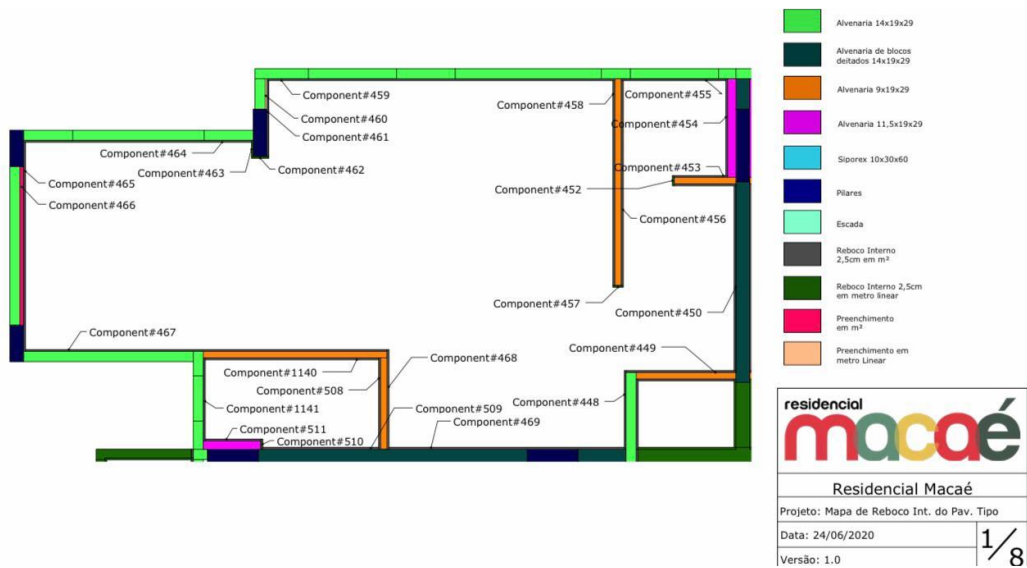 Component#459
Component#460
Component#461
Component#464
Component#463
Component#462
Component#465
Component#466
Component#458
Component#455
Component#454
Component#453
Component#452
Component#456
Component#457
Component#450
Component#467
Component#449
Component#468
Component#1140
Component#508
Component#1141
Component#509
Component#448
Component#511
Component#510
Component#469
Alvenaria 14x19x29
Alvenaria de blocos
deitados 14x19x29
Alvenaria 9x19x29
Alvenaria 11,5x19x29
Siporex 10x30x60
Pilares
Escada
Reboco Interno
2,5cm em m²
Reboco Interno 2,5cm
em metro linear
Preenchimento
em m²
Preenchimento em
metro Linear
residencial
macaé
Residencial Macaé
Projeto: Mapa de Reboco Int. do Pav. Tipo
Data: 24/06/2020
Versão: 1.0
1/8